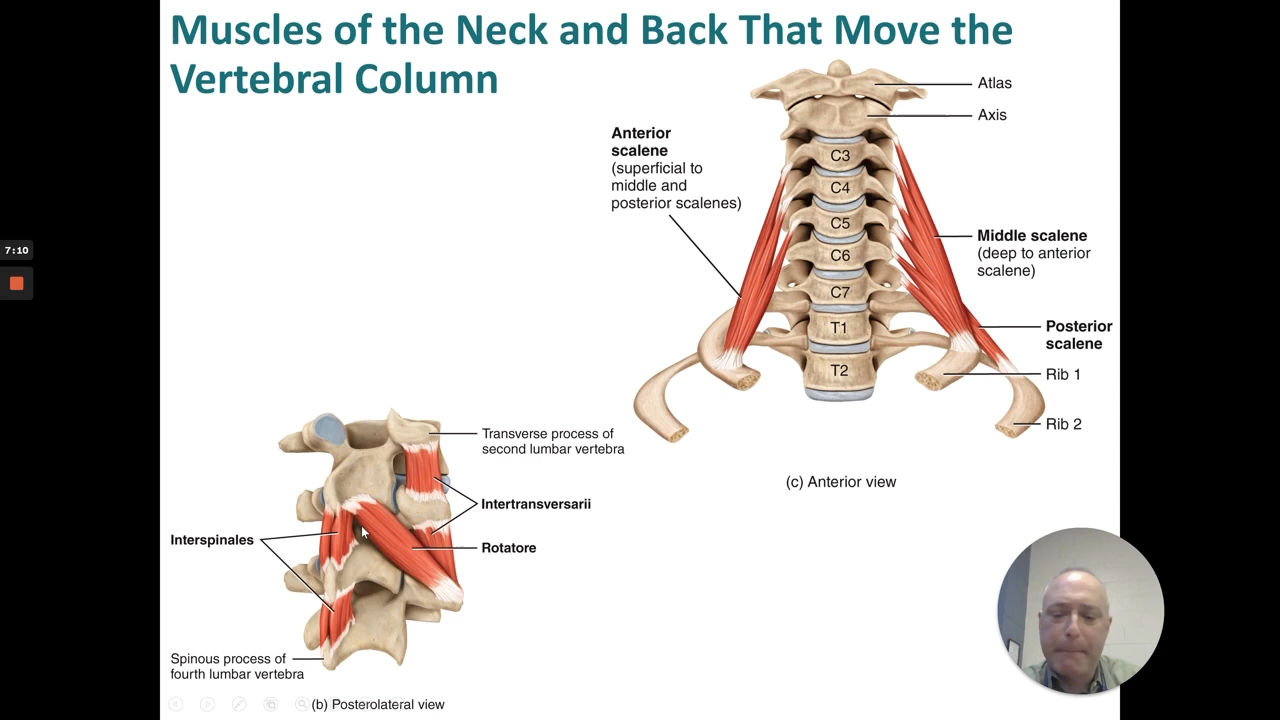 Muscles of the Neck and Back That Move the
Vertebral Column
Atlas
Axis
Anterior
scalene
(superficial to
middle and
posterior scalenes)
C3
C4
C5
C6
C7
T1
T2
Middle scalene
(deep to anterior
scalene)
Posterior
scalene
Rib 1
Rib 2
(c) Anterior view
7:10
Transverse process of
second lumbar vertebra
Intertransversarii
Interspinales
Rotatore
Spinous process of
fourth lumbar vertebra
(b) Posterolateral view